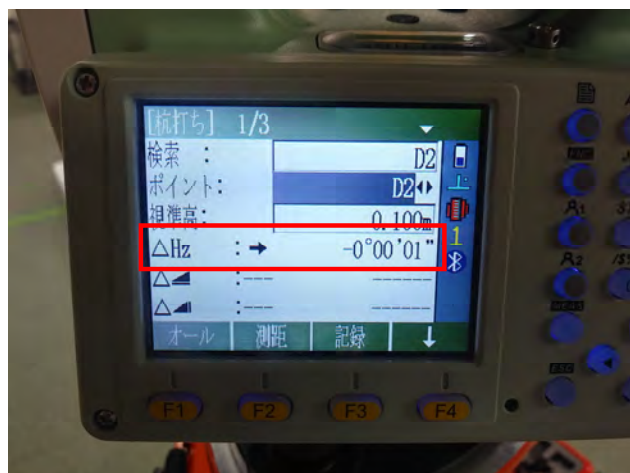 [杭打ち] 1/3
検索 : D2
ポイント: D2
視準高: 0.100m
△Hz :➔ -0°00'01"
1
△ :--- ------
△ :--- ------
オール 測距 記録 ↓
ESC
F1 F2 F3 F4